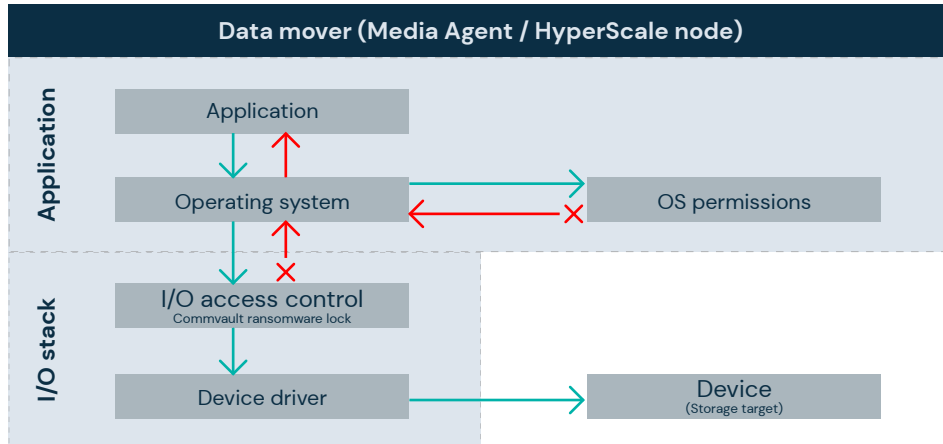 Data mover (Media Agent / HyperScale node)
Application
Application
Operating system
OS permissions
I/O stack
I/O access control
Commvault ransomware lock
Device driver
Device
(Storage target)